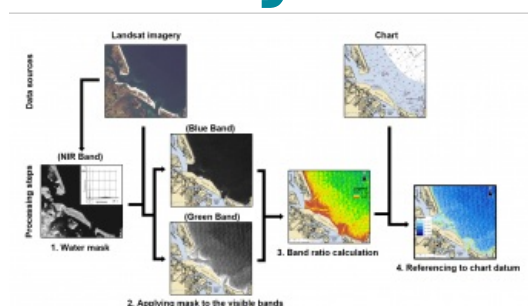 Landsat imagery
Chart
Data sources
(NIR Band)
(Blue Band)
Processing steps
(Green Band)
1. Water mask
3. Band ratio calculation
4. Referencing to chart datum
2. Applying mask to the visible bands